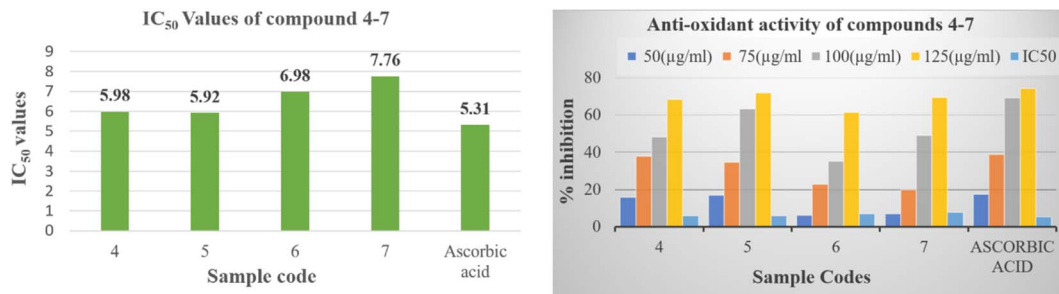 IC50 Values of compound 4-7
9
8
7
6
5
4
3
2
1
0
IC50 values
5.98
5.92
6.98
7.76
5.31
4 5 6 7 Ascorbic
acid
Sample code
Anti-oxidant activity of compounds 4-7
50(µg/ml) 75(µg/ml 100(µg/ml) 125(µg/ml) IC50
80
60
40
20
0
% inhibition
4 5 6 7 ASCORBIC
ACID
Sample Codes